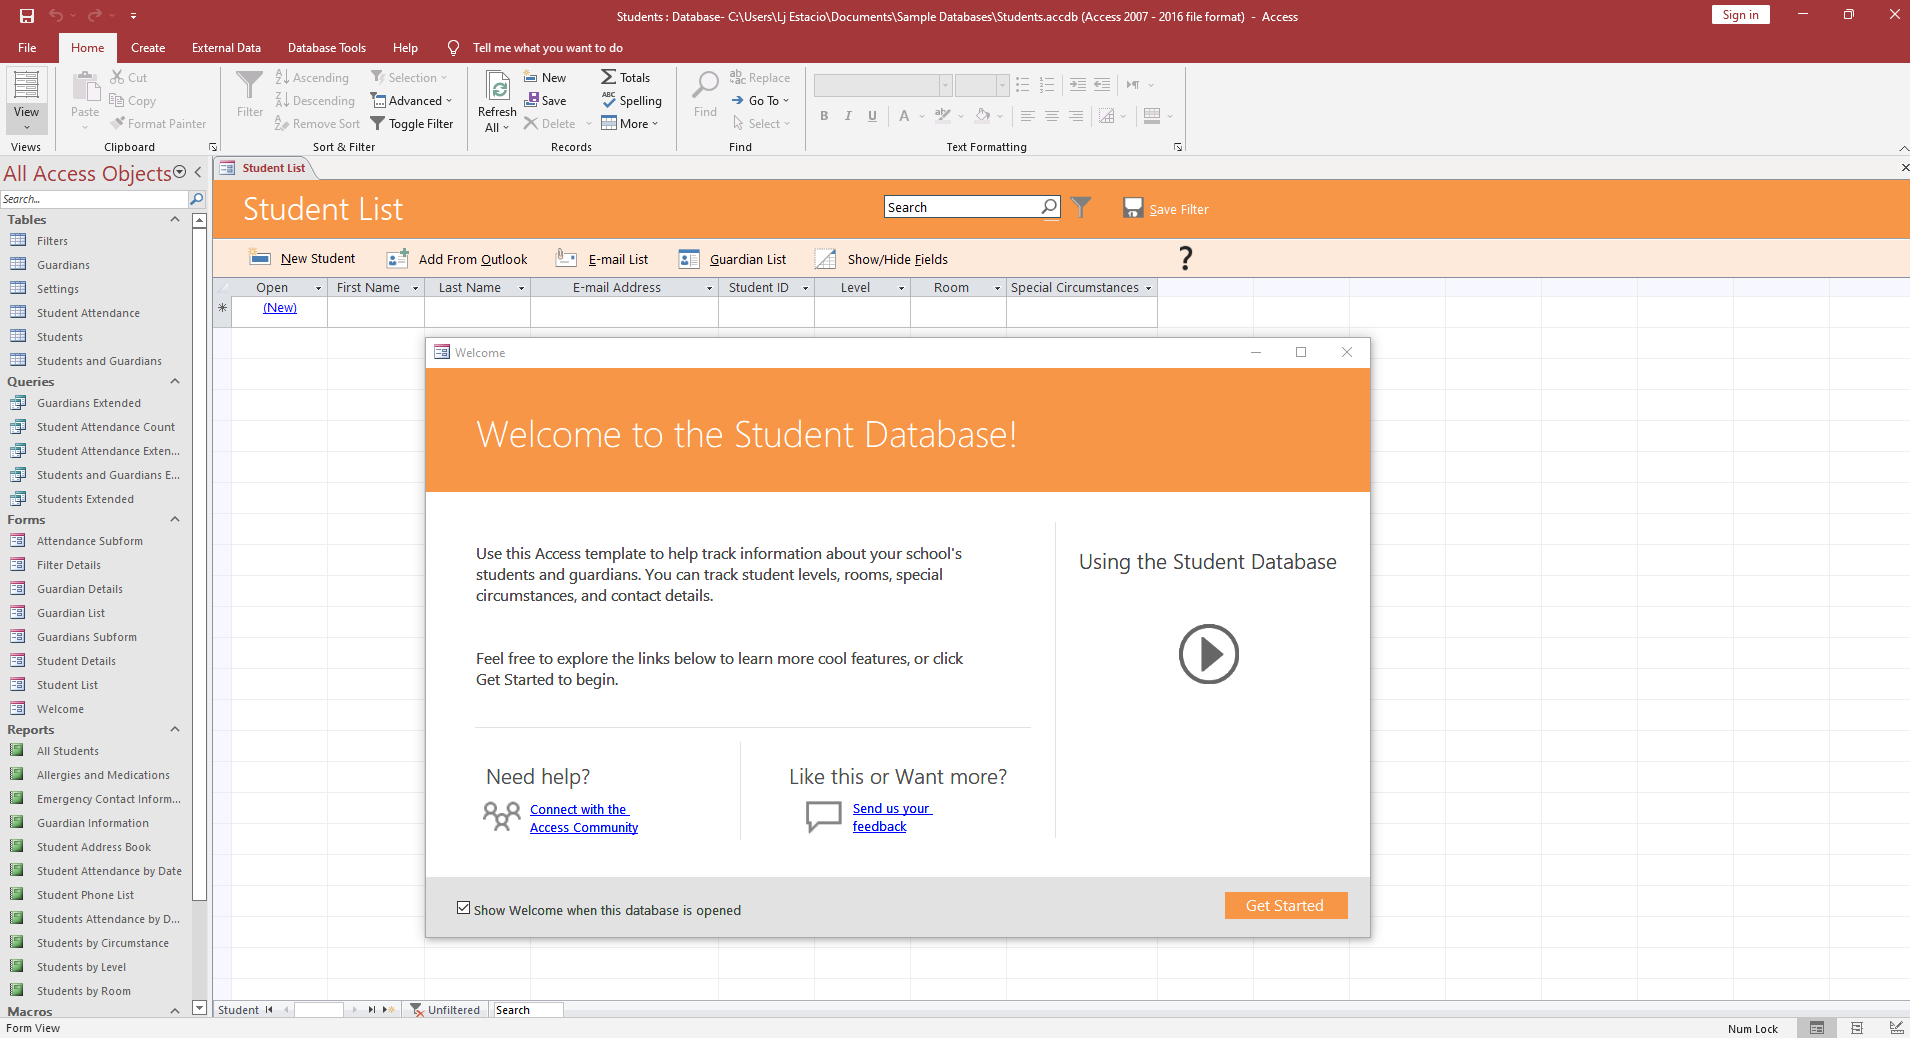 Students : Database- C:\Users\Lj Estacio\Documents\Sample Databases\Students.accdb (Access 2007 - 2016 file format) - Access
Sign in
File
Home
Create
External Data
Database Tools
Help
Tell me what you want to do
View
Views
Paste
Cut
Copy
Format Painter
Clipboard
Filter
Ascending
Descending
Remove Sort
Selection
Advanced
Toggle Filter
Sort & Filter
Refresh
All
New
Save
Delete
Totals
Spelling
More
Records
Find
Replace
Go To
Select
Find
B I U A
Text Formatting
All Access Objects
Search...
Tables
Filters
Guardians
Settings
Student Attendance
Students
Students and Guardians
Queries
Guardians Extended
Student Attendance Count
Student Attendance Exten...
Students and Guardians E...
Students Extended
Forms
Attendance Subform
Filter Details
Guardian Details
Guardian List
Guardians Subform
Student Details
Student List
Welcome
Reports
All Students
Allergies and Medications
Emergency Contact Inform...
Guardian Information
Student Address Book
Student Attendance by Date
Student Phone List
Students Attendance by D...
Students by Circumstance
Students by Level
Students by Room
Macros
Student List
Student List
Search
Save Filter
New Student
Add From Outlook
E-mail List
Guardian List
Show/Hide Fields
?
Open
First Name
Last Name
E-mail Address
Student ID
Level
Room
Special Circumstances
(New)
Welcome
Welcome to the Student Database!
Use this Access template to help track information about your school's
students and guardians. You can track student levels, rooms, special
circumstances, and contact details.
Feel free to explore the links below to learn more cool features, or click
Get Started to begin.
Using the Student Database
Need help?
Connect with the
Access Community
Like this or Want more?
Send us your
feedback
Show Welcome when this database is opened
Get Started
Student
Unfiltered
Search
Form View
Num Lock